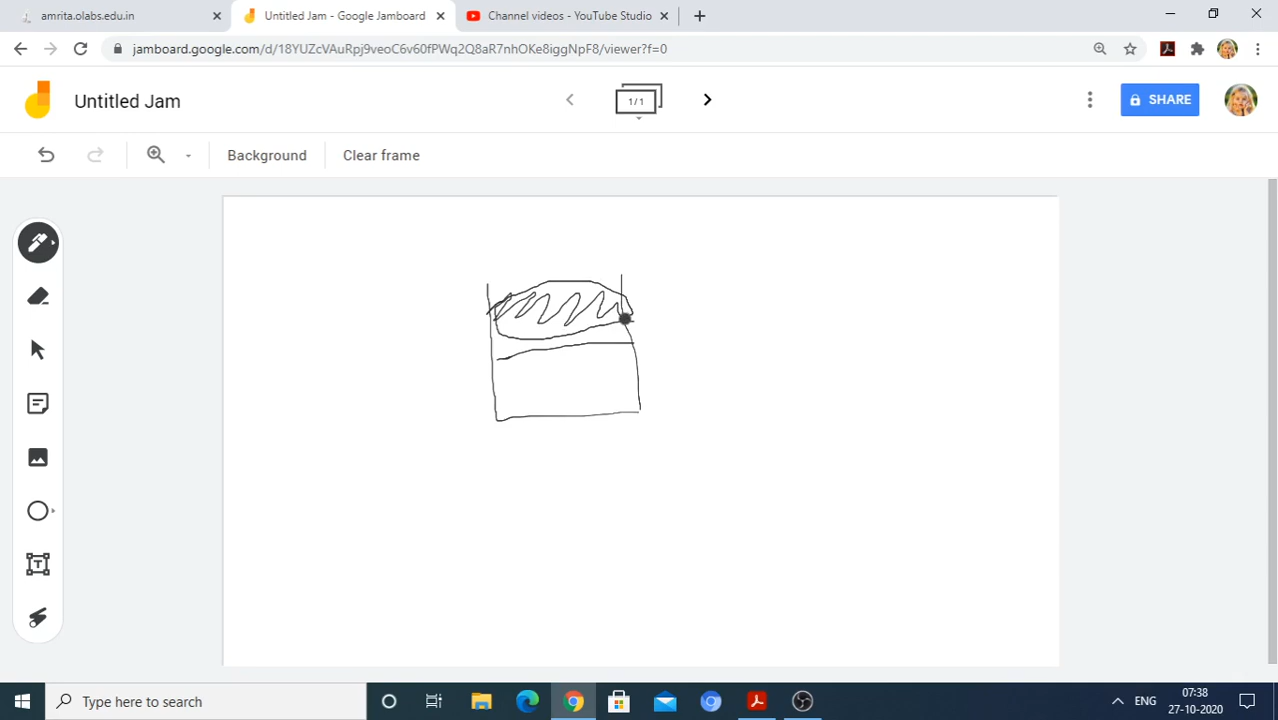 amrita.olabs.edu.in
Untitled Jam - Google Jamboard
Channel videos - YouTube Studio
jamboard.google.com/d/18YUZcVAuRpj9veoC6v60fPWq2Q8aR7nhOKe8iggNpF8/viewer?f=0
Untitled Jam
1/1
SHARE
Background
Clear frame
T
Type here to search
ENG
07:38
27-10-2020